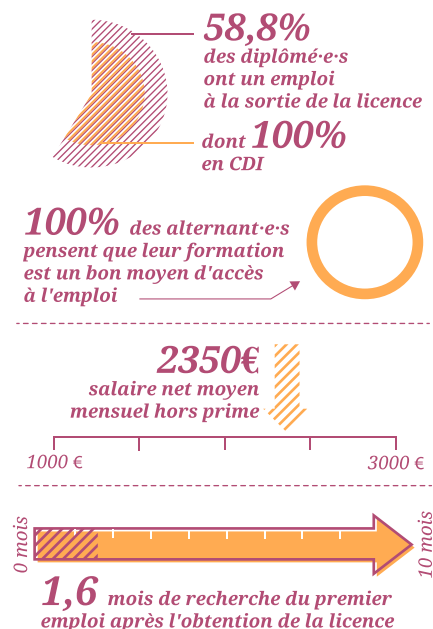 58,8%
des diplômé·e·s
ont un emploi
à la sortie de la licence
dont 100%
en CDI
100% des alternant·e·s
pensent que leur formation
est un bon moyen d'accès
à l'emploi
2350€
salaire net moyen
mensuel hors prime
1000 €
3000 €
0 mois
10 mois
1,6 mois de recherche du premier
emploi après l'obtention de la licence